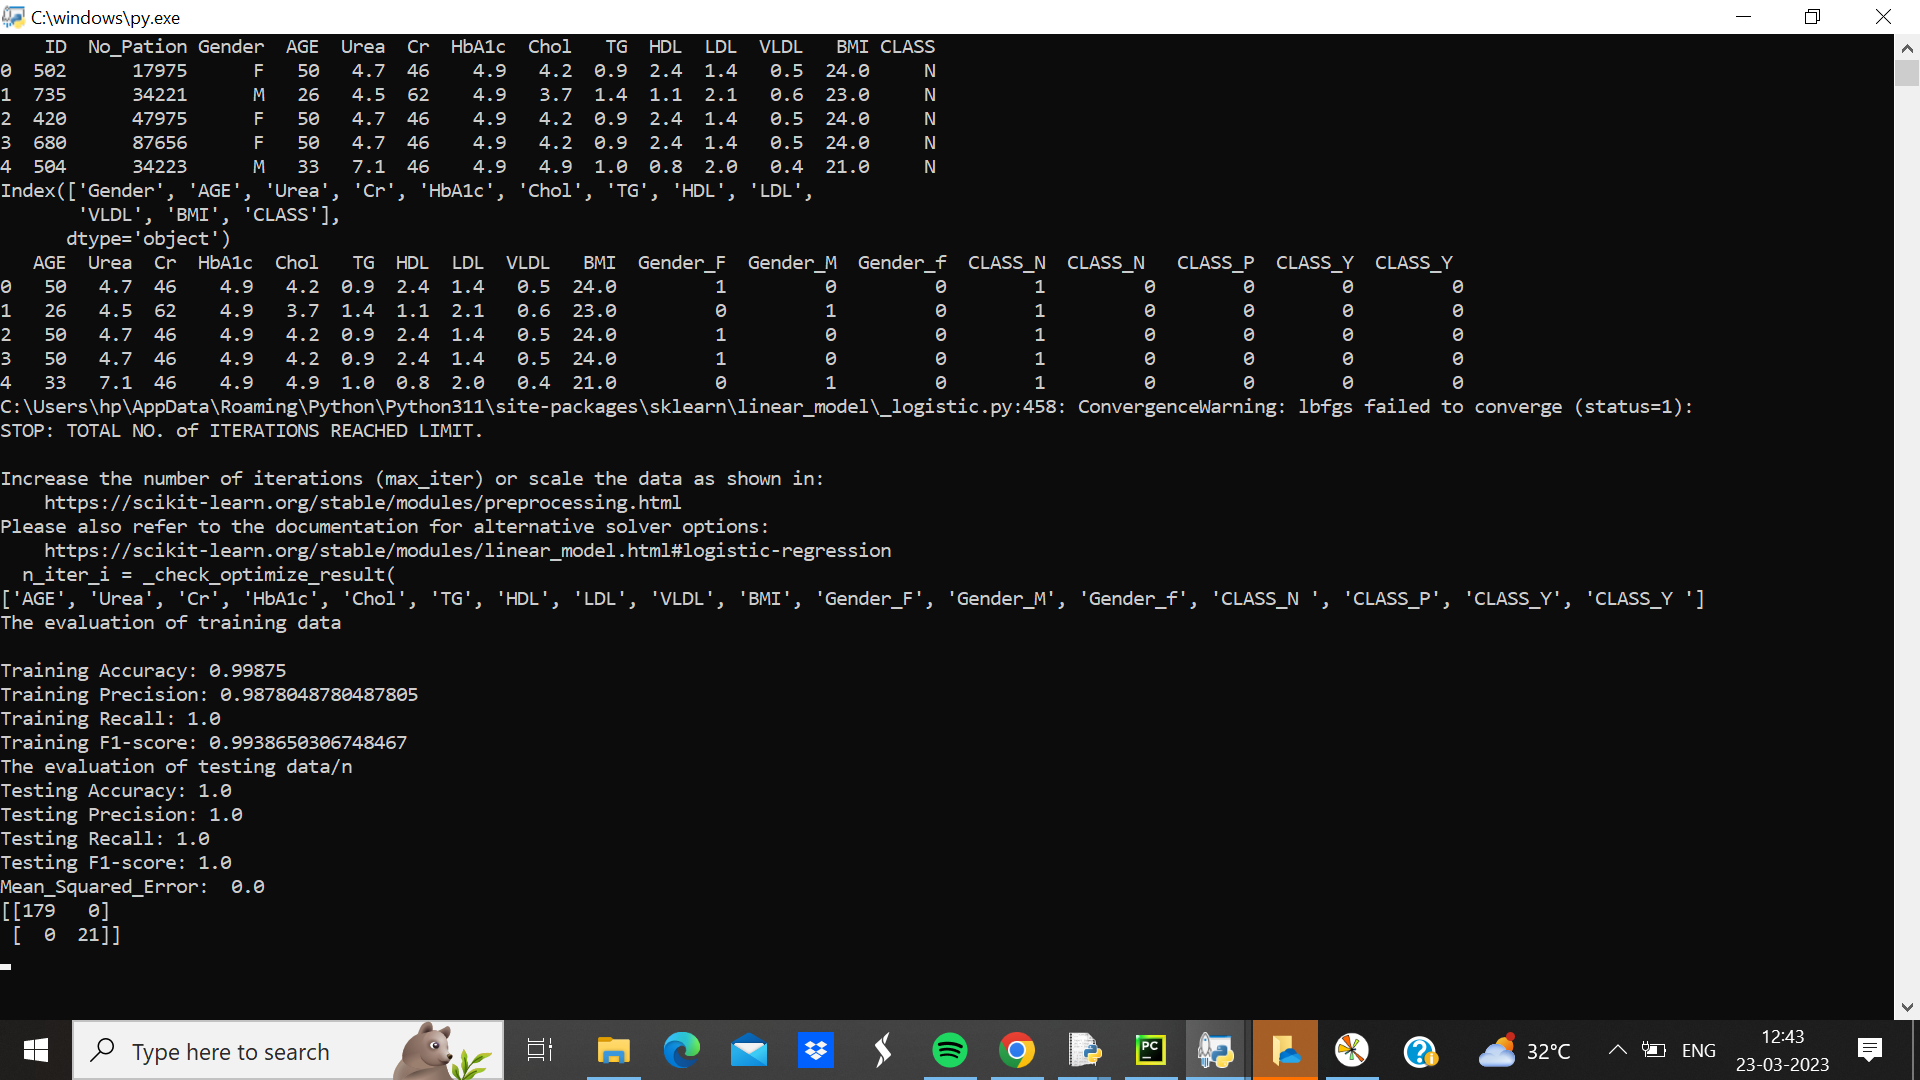 C:\windows\py.exe
ID No_Pation Gender AGE Urea Cr HbA1c Chol TG HDL LDL VLDL BMI CLASS
0 502 17975 F 50 4.7 46 4.9 4.2 0.9 2.4 1.4 0.5 24.0 N
1 735 34221 M 26 4.5 62 4.9 3.7 1.4 1.1 2.1 0.6 23.0 N
2 420 47975 F 50 4.7 46 4.9 4.2 0.9 2.4 1.4 0.5 24.0 N
3 680 87656 F 50 4.7 46 4.9 4.2 0.9 2.4 1.4 0.5 24.0 N
4 504 34223 M 33 7.1 46 4.9 4.9 1.0 0.8 2.0 0.4 21.0 N
Index(['Gender', 'AGE', 'Urea', 'Cr', 'HbA1c', 'Chol', 'TG', 'HDL', 'LDL',
'VLDL', 'BMI', 'CLASS'],
dtype='object')
AGE Urea Cr HbA1c Chol TG HDL LDL VLDL BMI Gender_F Gender_M Gender_f CLASS_N CLASS_N CLASS_P CLASS_Y CLASS_Y
0 50 4.7 46 4.9 4.2 0.9 2.4 1.4 0.5 24.0 1 0 0 1 0 0 0 0
1 26 4.5 62 4.9 3.7 1.4 1.1 2.1 0.6 23.0 0 1 0 1 0 0 0 0
2 50 4.7 46 4.9 4.2 0.9 2.4 1.4 0.5 24.0 1 0 0 1 0 0 0 0
3 50 4.7 46 4.9 4.2 0.9 2.4 1.4 0.5 24.0 1 0 0 1 0 0 0 0
4 33 7.1 46 4.9 4.9 1.0 0.8 2.0 0.4 21.0 0 1 0 1 0 0 0 0
C:\Users\hp\AppData\Roaming\Python\Python311\site-packages\sklearn\linear_model\_logistic.py:458: ConvergenceWarning: lbfgs failed to converge (status=1):
STOP: TOTAL NO. of ITERATIONS REACHED LIMIT.
Increase the number of iterations (max_iter) or scale the data as shown in:
https://scikit-learn.org/stable/modules/preprocessing.html
Please also refer to the documentation for alternative solver options:
https://scikit-learn.org/stable/modules/linear_model.html#logistic-regression
n_iter_i = _check_optimize_result(
['AGE', 'Urea', 'Cr', 'HbA1c', 'Chol', 'TG', 'HDL', 'LDL', 'VLDL', 'BMI', 'Gender_F', 'Gender_M', 'Gender_f', 'CLASS_N ', 'CLASS_P', 'CLASS_Y', 'CLASS_Y ']
The evaluation of training data
Training Accuracy: 0.99875
Training Precision: 0.9878048780487805
Training Recall: 1.0
Training F1-score: 0.9938650306748467
The evaluation of testing data/n
Testing Accuracy: 1.0
Testing Precision: 1.0
Testing Recall: 1.0
Testing F1-score: 1.0
Mean_Squared_Error:  0.0
[[179   0]
[  0  21]]
Type here to search
PC
32°C
ENG
12:43
23-03-2023